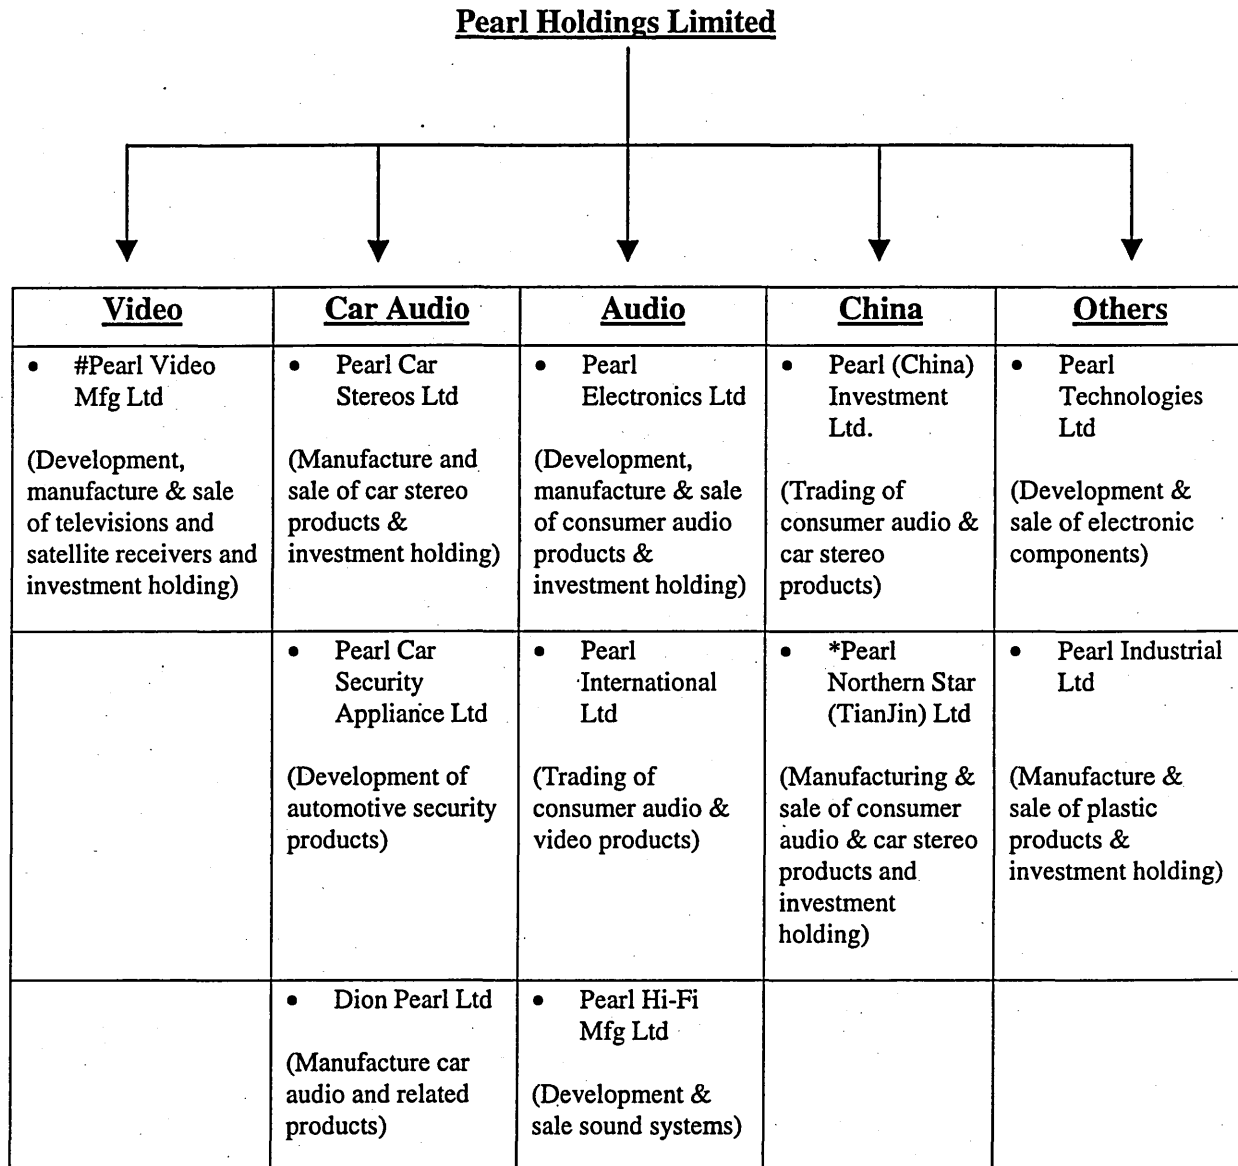 Pearl Holdings Limited
Video
Car Audio
Audio
China
Others
• #Pearl Video
Mfg Ltd
(Development,
manufacture & sale
of televisions and
satellite receivers and
investment holding)
• Pearl Car
Stereos Ltd
(Manufacture and
sale of car stereo
products &
investment holding)
• Pearl
Electronics Ltd
(Development,
manufacture & sale
of consumer audio
products &
investment holding)
• Pearl (China)
Investment
Ltd.
(Trading of
consumer audio &
car stereo
products)
• Pearl
Technologies
Ltd
(Development &
sale of electronic
components)
• Pearl Car
Security
Appliance Ltd
(Development of
automotive security
products)
• Pearl
International
Ltd
(Trading of
consumer audio &
video products)
• *Pearl
Northern Star
(TianJin) Ltd
(Manufacturing &
sale of consumer
audio & car stereo
products and
investment
holding)
• Pearl Industrial
Ltd
(Manufacture &
sale of plastic
products &
investment holding)
• Dion Pearl Ltd
(Manufacture car
audio and related
products)
• Pearl Hi-Fi
Mfg Ltd
(Development &
sale sound systems)